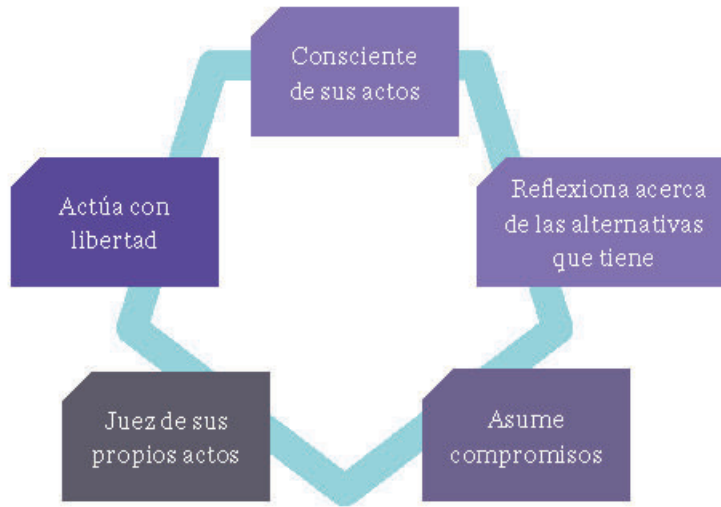 Consciente
de sus actos
Reflexiona acerca
de las alternativas
que tiene
Asume
compromisos
Juez de sus
propios actos
Actúa con
libertad